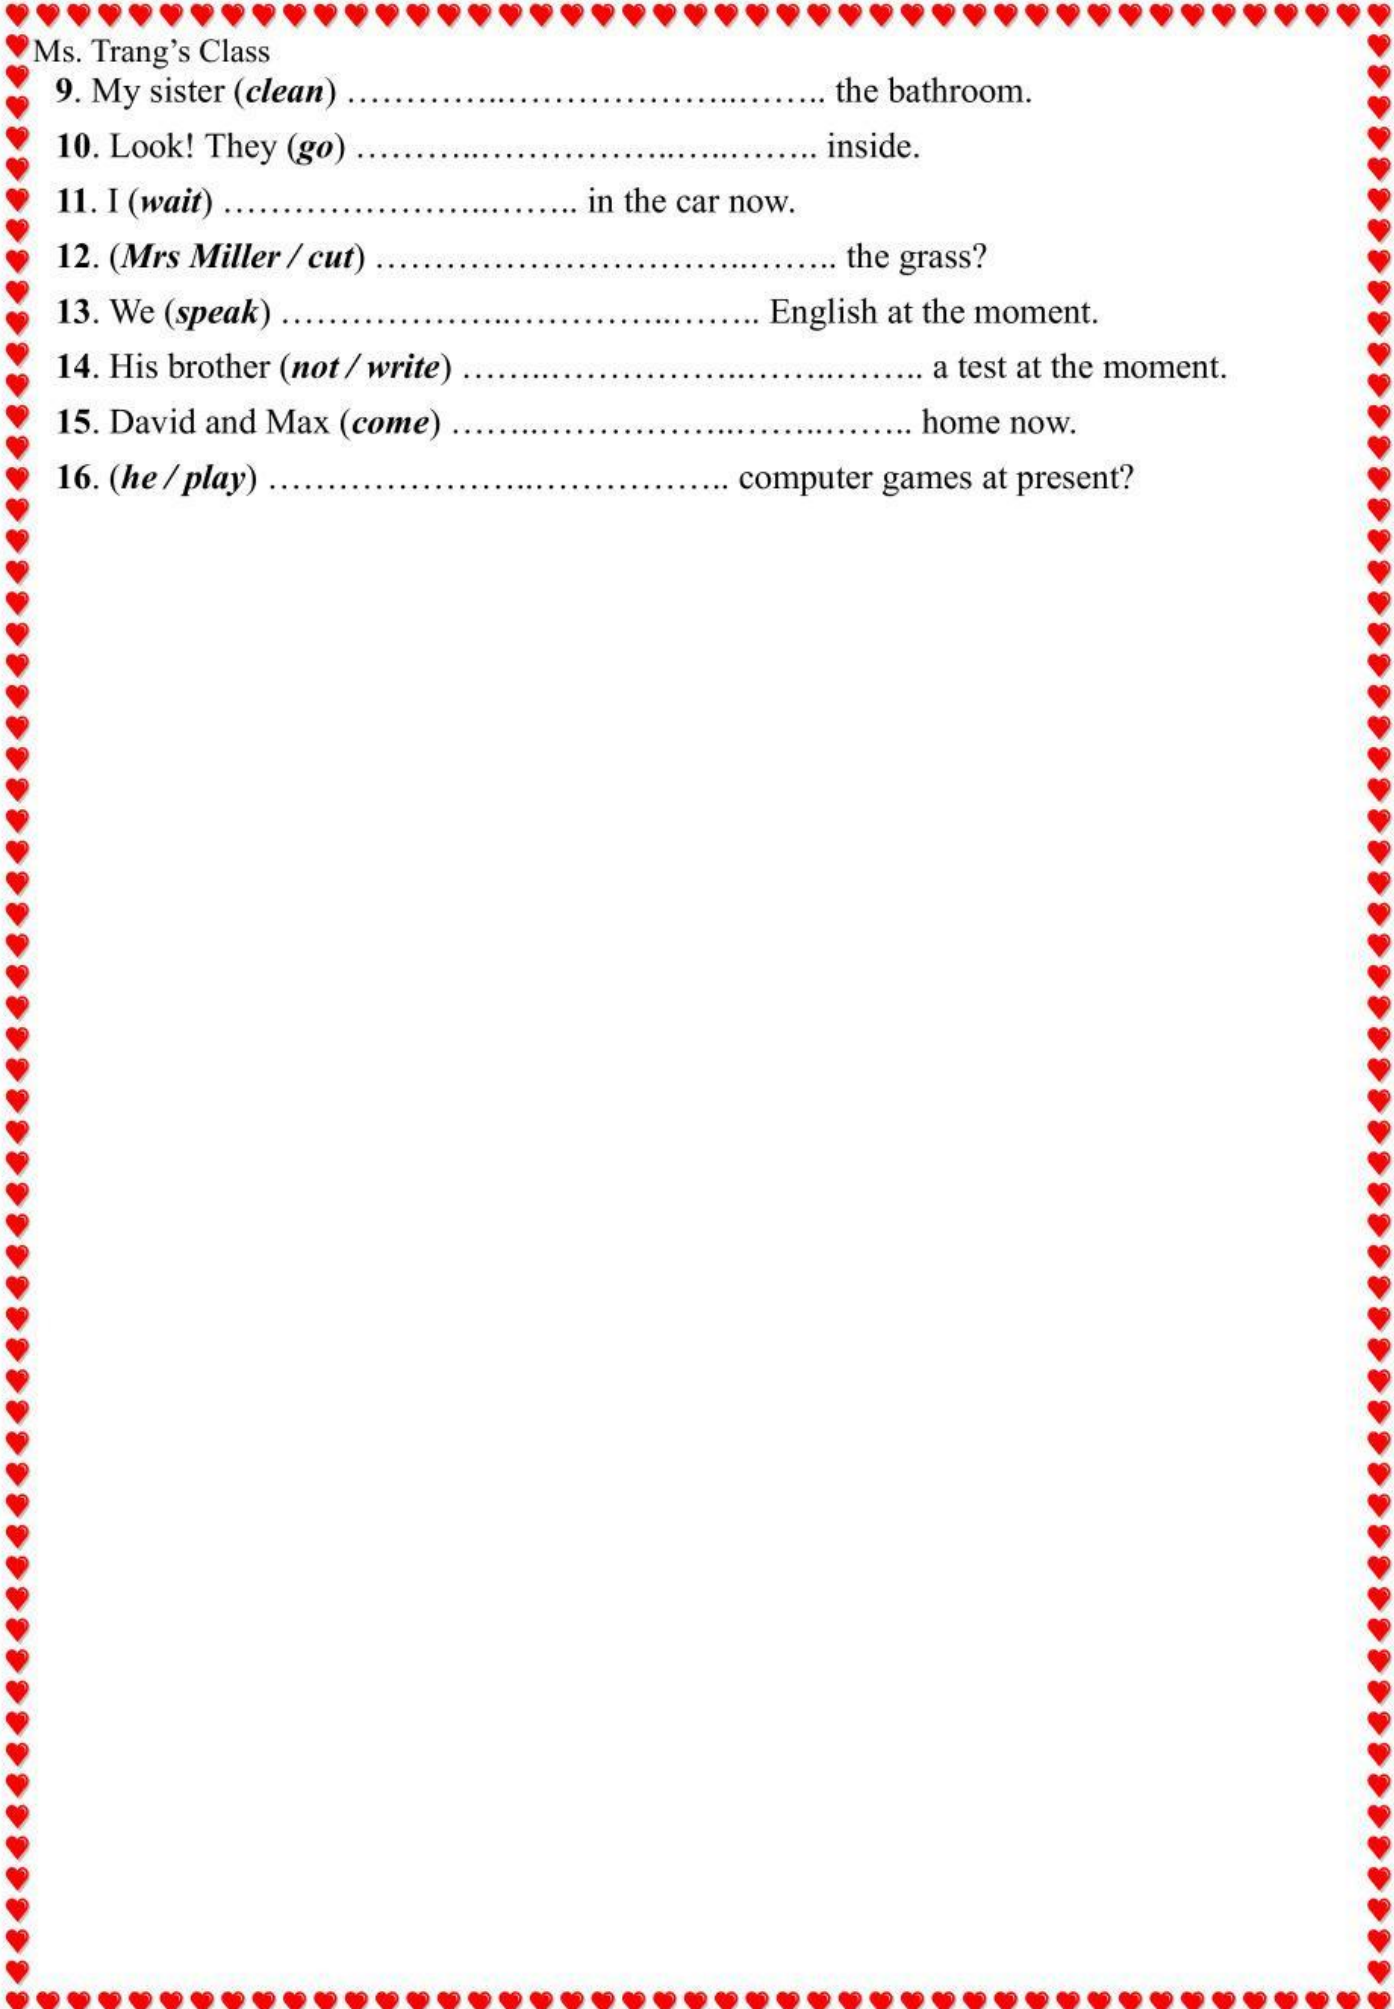 Ms. Trang’s Class
9. My sister (clean) …………..………………..…….. the bathroom.
10. Look! They (go) ………..……………..…..…….. inside.
11. I (wait) …………………..…….. in the car now.
12. (Mrs Miller / cut) …………………………..…….. the grass?
13. We (speak) ………………..…………..…….. English at the moment.
14. His brother (not / write) ……..……………..……..…….. a test at the moment.
15. David and Max (come) ……..……………..……..…….. home now.
16. (he / play) …………………..…………….. computer games at present?